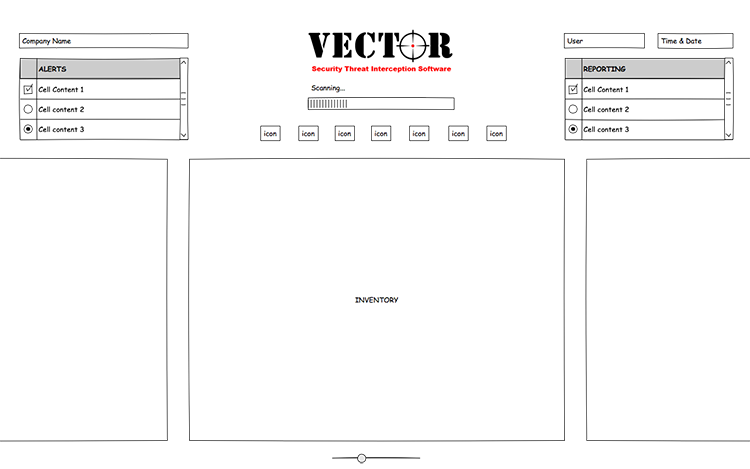 Company Name
VECTOR
User
Time & Date
Security Threat Interception Software
ALERTS
Cell Content 1
Cell content 2
Cell content 3
Scanning...
REPORTING
Cell Content 1
Cell content 2
Cell content 3
icon icon icon icon icon icon icon
INVENTORY